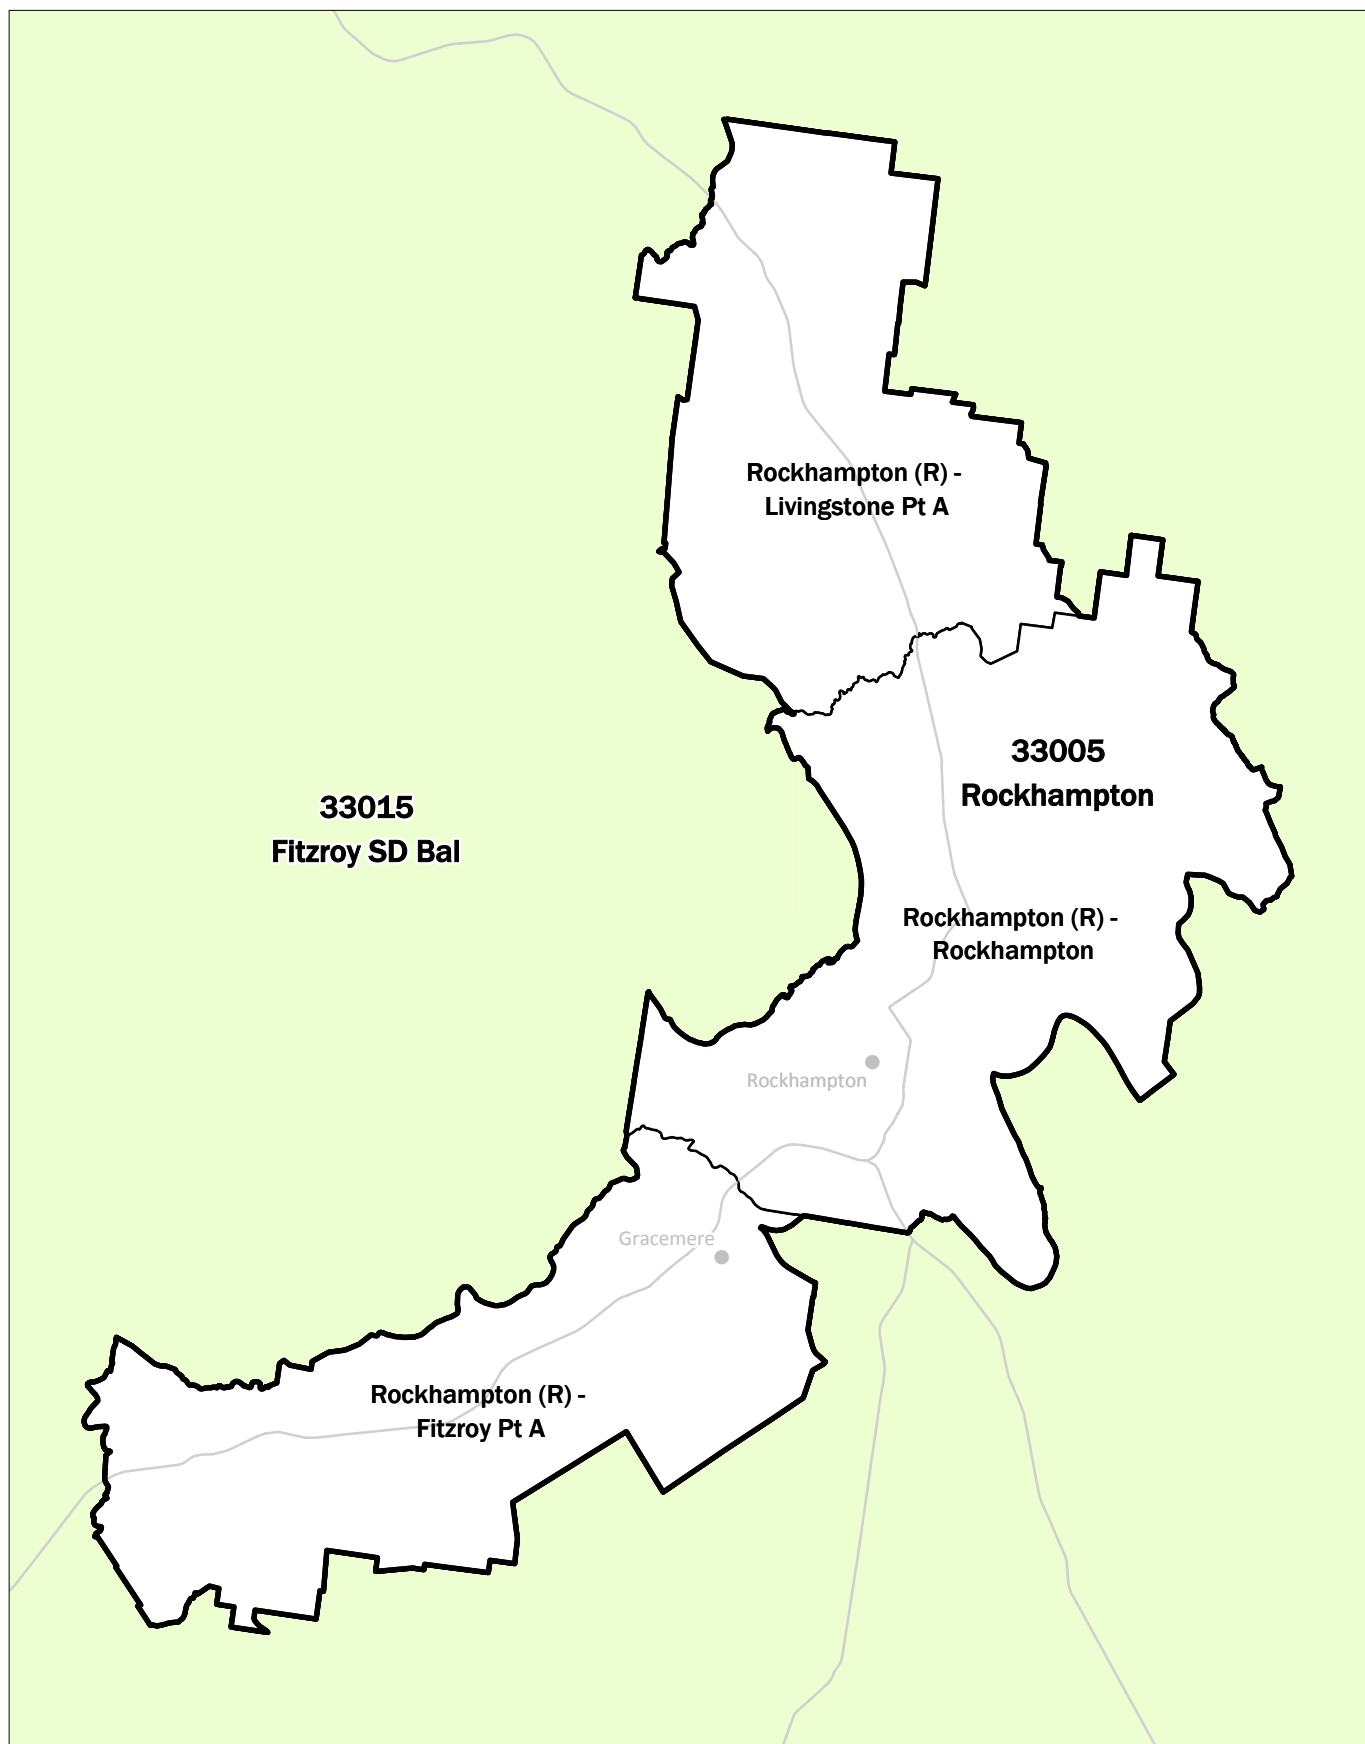 Rockhampton (R) -
Livingstone Pt A
33005
Rockhampton
33015
Fitzroy SD Bal
Rockhampton (R) -
Rockhampton
Rockhampton
Gracemere
Rockhampton (R) -
Fitzroy Pt A